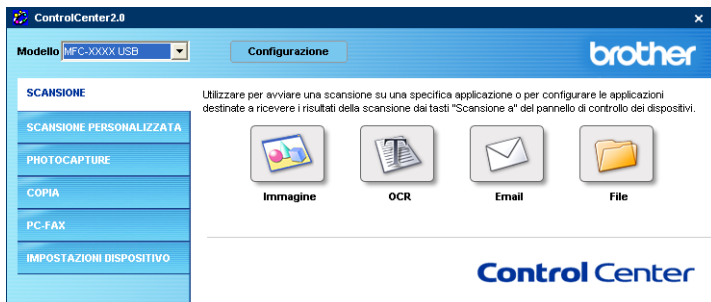 ControlCenter2.0
Modello MFC-XXXX USB Configurazione brother
SCANSIONE
Utilizzare per avviare una scansione su una specifica applicazione o per configurare le applicazioni
destinate a ricevere i risultati della scansione dai tasti "Scansione a" del pannello di controllo dei dispositivi.
SCANSIONE PERSONALIZZATA
PHOTOCAPTURE
COPIA
PC-FAX
IMPOSTAZIONI DISPOSITIVO
Immagine OCR Email File
Control Center